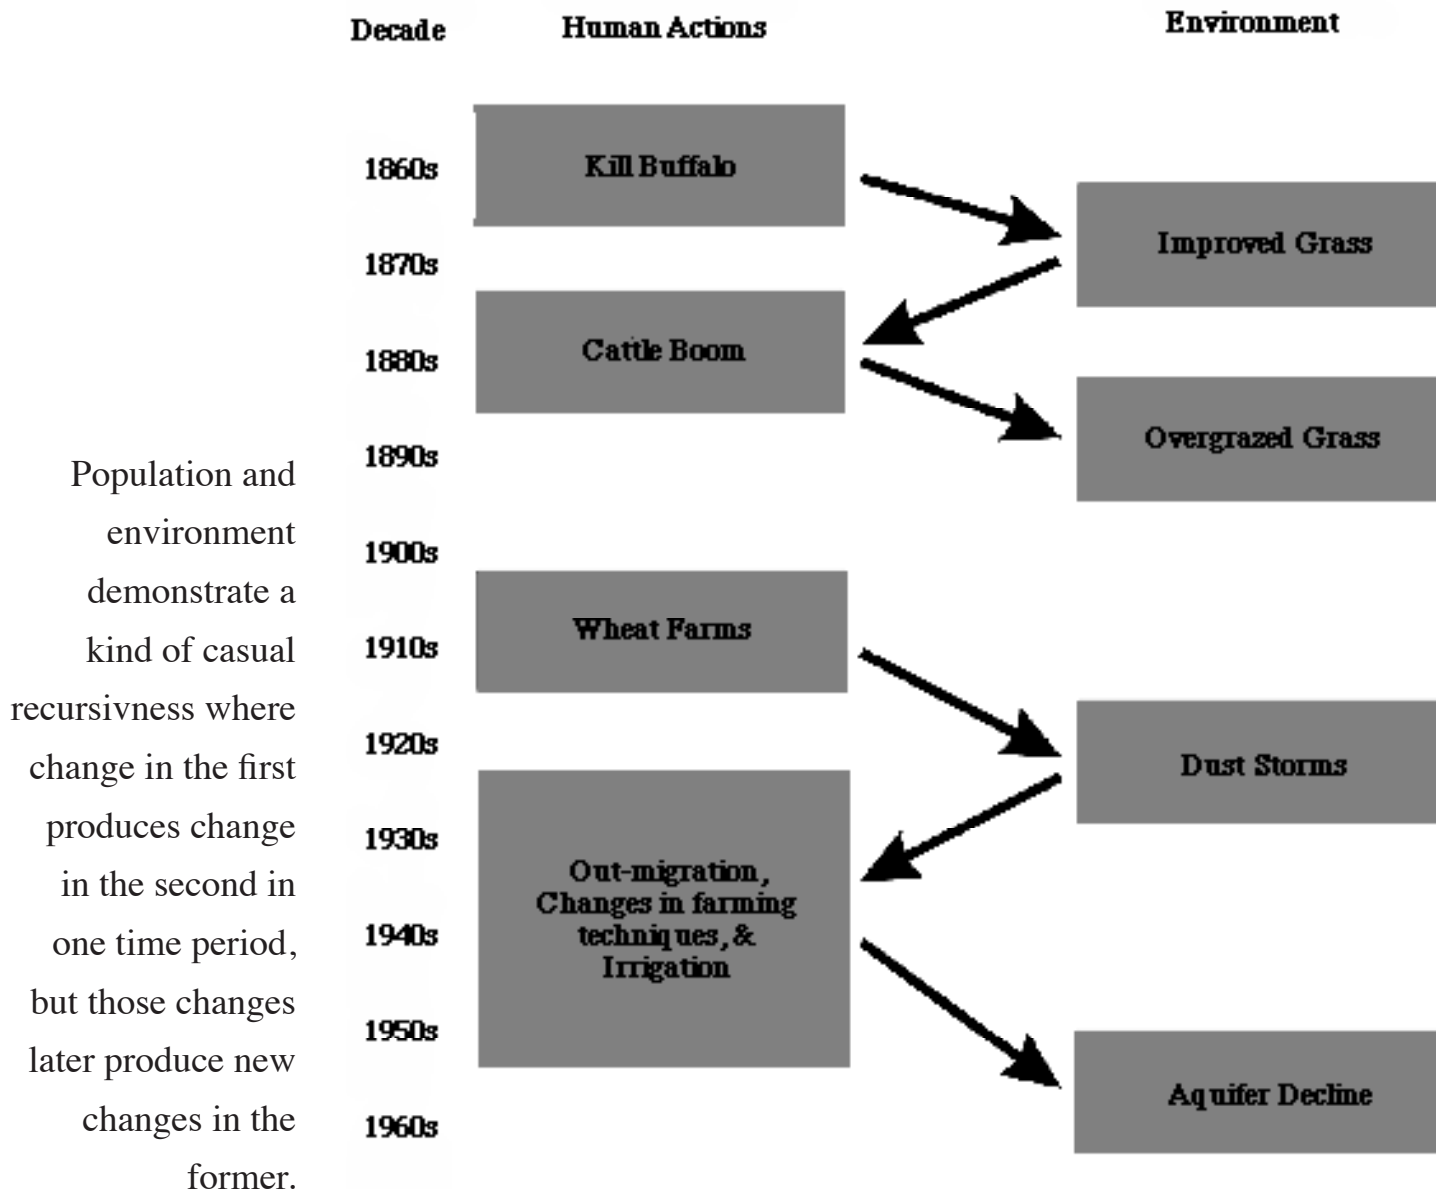 Decade
Human Actions
Environment
1860s
Kill Buffalo
Improved Grass
1870s
Cattle Boom
1880s
Overgrazed Grass
1890s
1900s
Wheat Farms
1910s
1920s
Dust Storms
1930s
Out-migration,
Changes in farming
techniques, &
Irrigation
1940s
1950s
Aquifer Decline
1960s
Population and
environment
demonstrate a
kind of casual
recursivness where
change in the first
produces change
in the second in
one time period,
but those changes
later produce new
changes in the
former.